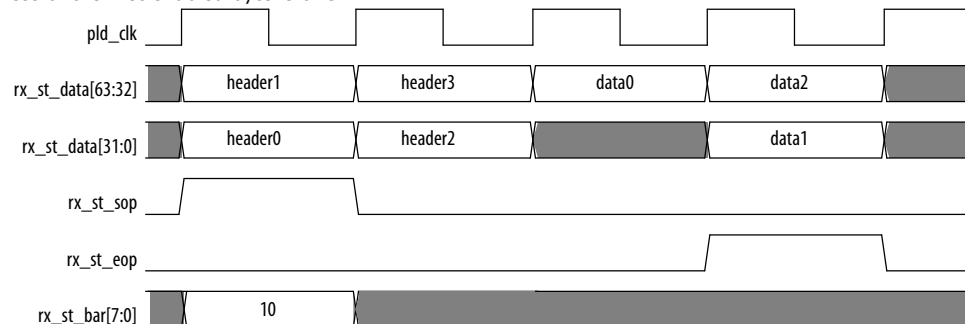 pld_clk
rx_st_data[63:32] header1 header3 data0 data2
rx_st_data[31:0] header0 header2 data1
rx_st_sop
rx_st_eop
rx_st_bar[7:0] 10